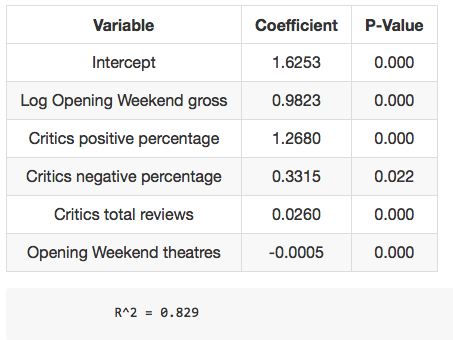 Variable Coefficient P-Value
Intercept 1.6253 0.000
Log Opening Weekend gross 0.9823 0.000
Critics positive percentage 1.2680 0.000
Critics negative percentage 0.3315 0.022
Critics total reviews 0.0260 0.000
Opening Weekend theatres -0.0005 0.000
R^2 = 0.829